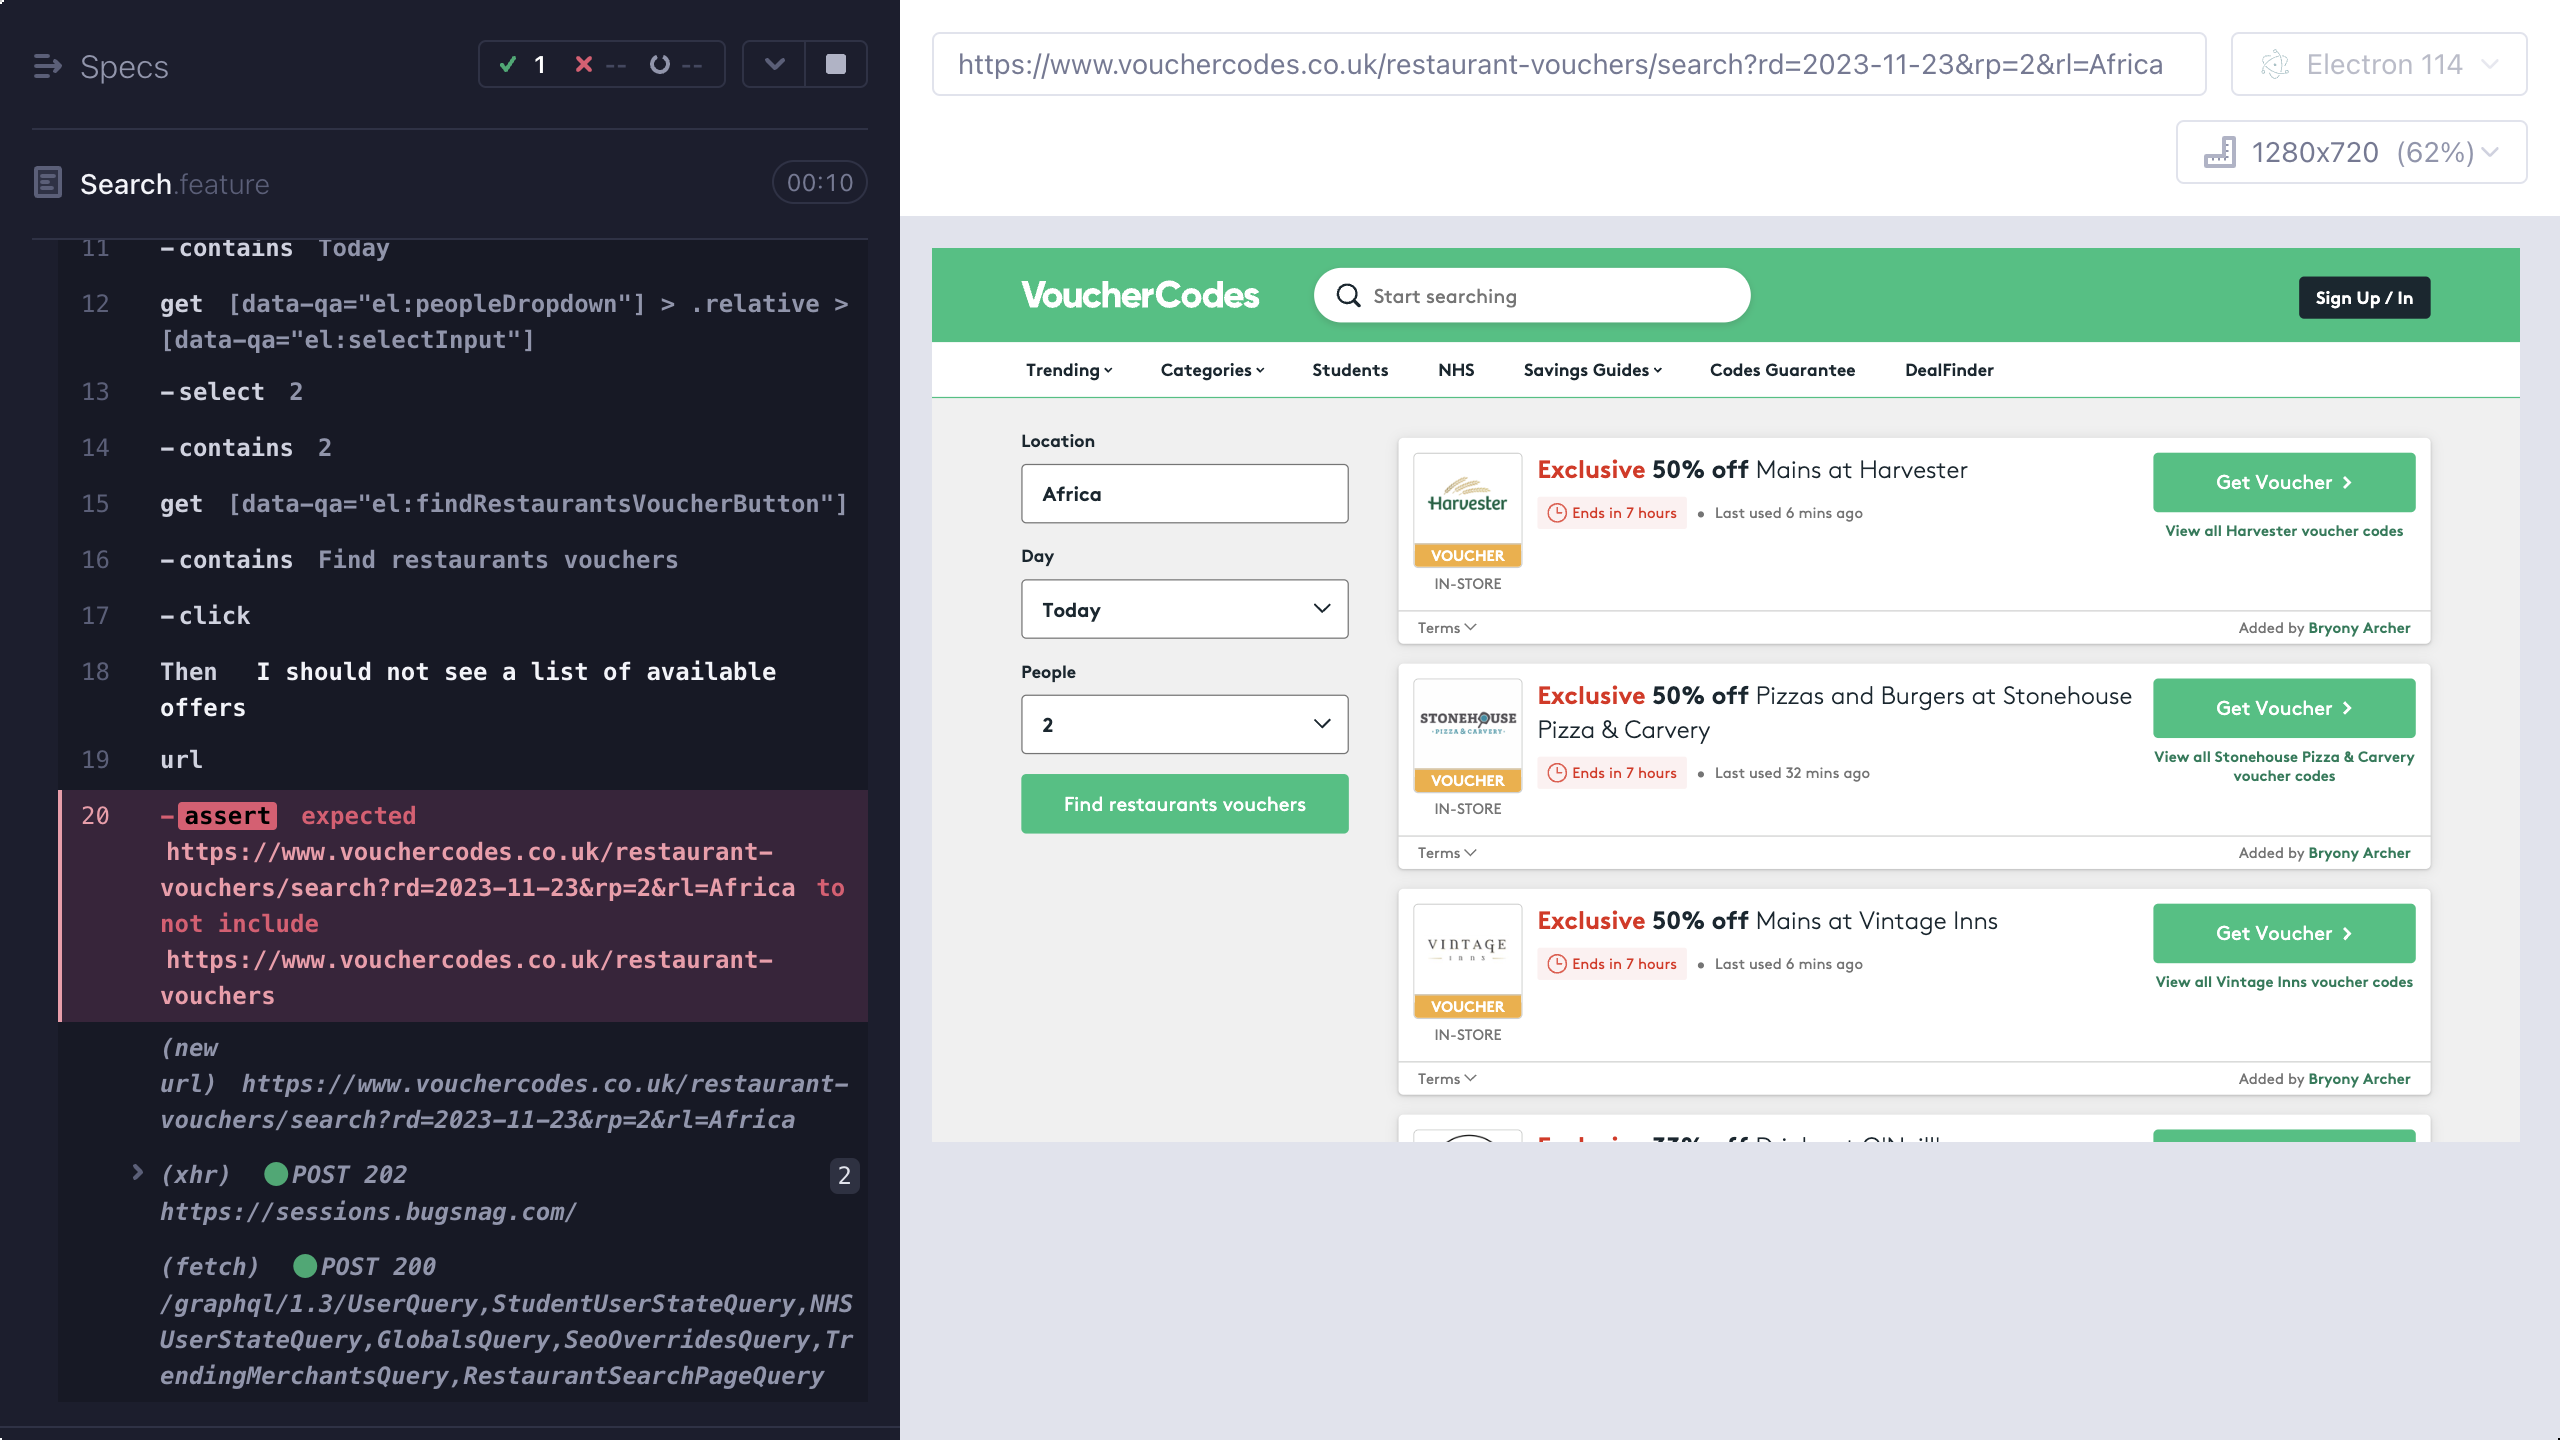 Specs
1 -- --
Search.feature
00:10
11 -contains Today
12 get [data-qa="el:peopleDropdown"] > .relative >
[data-qa="el:selectInput"]
13 -select 2
14 -contains 2
15 get [data-qa="el:findRestaurantsVoucherButton"]
16 -contains Find restaurants vouchers
17 -click
18 Then I should not see a list of available
offers
19 url
20 -assert expected
https://www.vouchercodes.co.uk/restaurant-
vouchers/search?rd=2023-11-23&rp=2&rl=Africa to
not include
https://www.vouchercodes.co.uk/restaurant-
vouchers
(new
url) https://www.vouchercodes.co.uk/restaurant-
vouchers/search?rd=2023-11-23&rp=2&rl=Africa
(xhr) POST 202
2
https://sessions.bugsnag.com/
(fetch) POST 200
/graphql/1.3/UserQuery,StudentUserStateQuery,NHS
UserStateQuery,GlobalsQuery,SeoOverridesQuery,Tr
endingMerchantsQuery,RestaurantSearchPageQuery
https://www.vouchercodes.co.uk/restaurant-vouchers/search?rd=2023-11-23&rp=2&rl=Africa
Electron 114
1280x720 (62%)
VoucherCodes
Start searching
Sign Up / In
Trending Categories Students NHS Savings Guides Codes Guarantee DealFinder
Location
Africa
Day
Today
People
2
Find restaurants vouchers
Harvester
VOUCHER
IN-STORE
Exclusive 50% off Mains at Harvester
Ends in 7 hours • Last used 6 mins ago
Get Voucher
View all Harvester voucher codes
Terms
Added by Bryony Archer
STONEHOUSE
PIZZA & CARVERY
VOUCHER
IN-STORE
Exclusive 50% off Pizzas and Burgers at Stonehouse
Pizza & Carvery
Ends in 7 hours • Last used 32 mins ago
Get Voucher
View all Stonehouse Pizza & Carvery
voucher codes
Terms
Added by Bryony Archer
VINTAGE
inns
VOUCHER
IN-STORE
Exclusive 50% off Mains at Vintage Inns
Ends in 7 hours • Last used 6 mins ago
Get Voucher
View all Vintage Inns voucher codes
Terms
Added by Bryony Archer